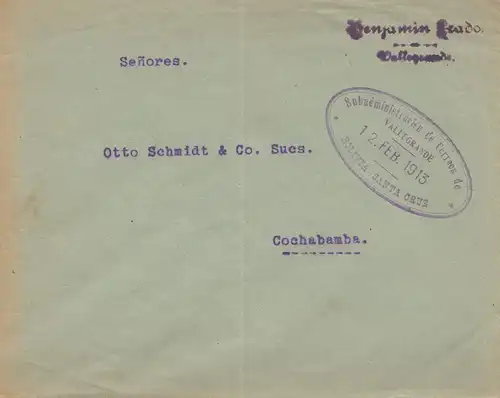 Benjamin Prado.
Vallegrande.
Señores.
Subadministración de Correos de
VALLEGRANDE
12. FEB. 1913
BOLIVIA-SANTA CRUZ
Otto Schmidt & Co. Sucs.
Cochabamba.